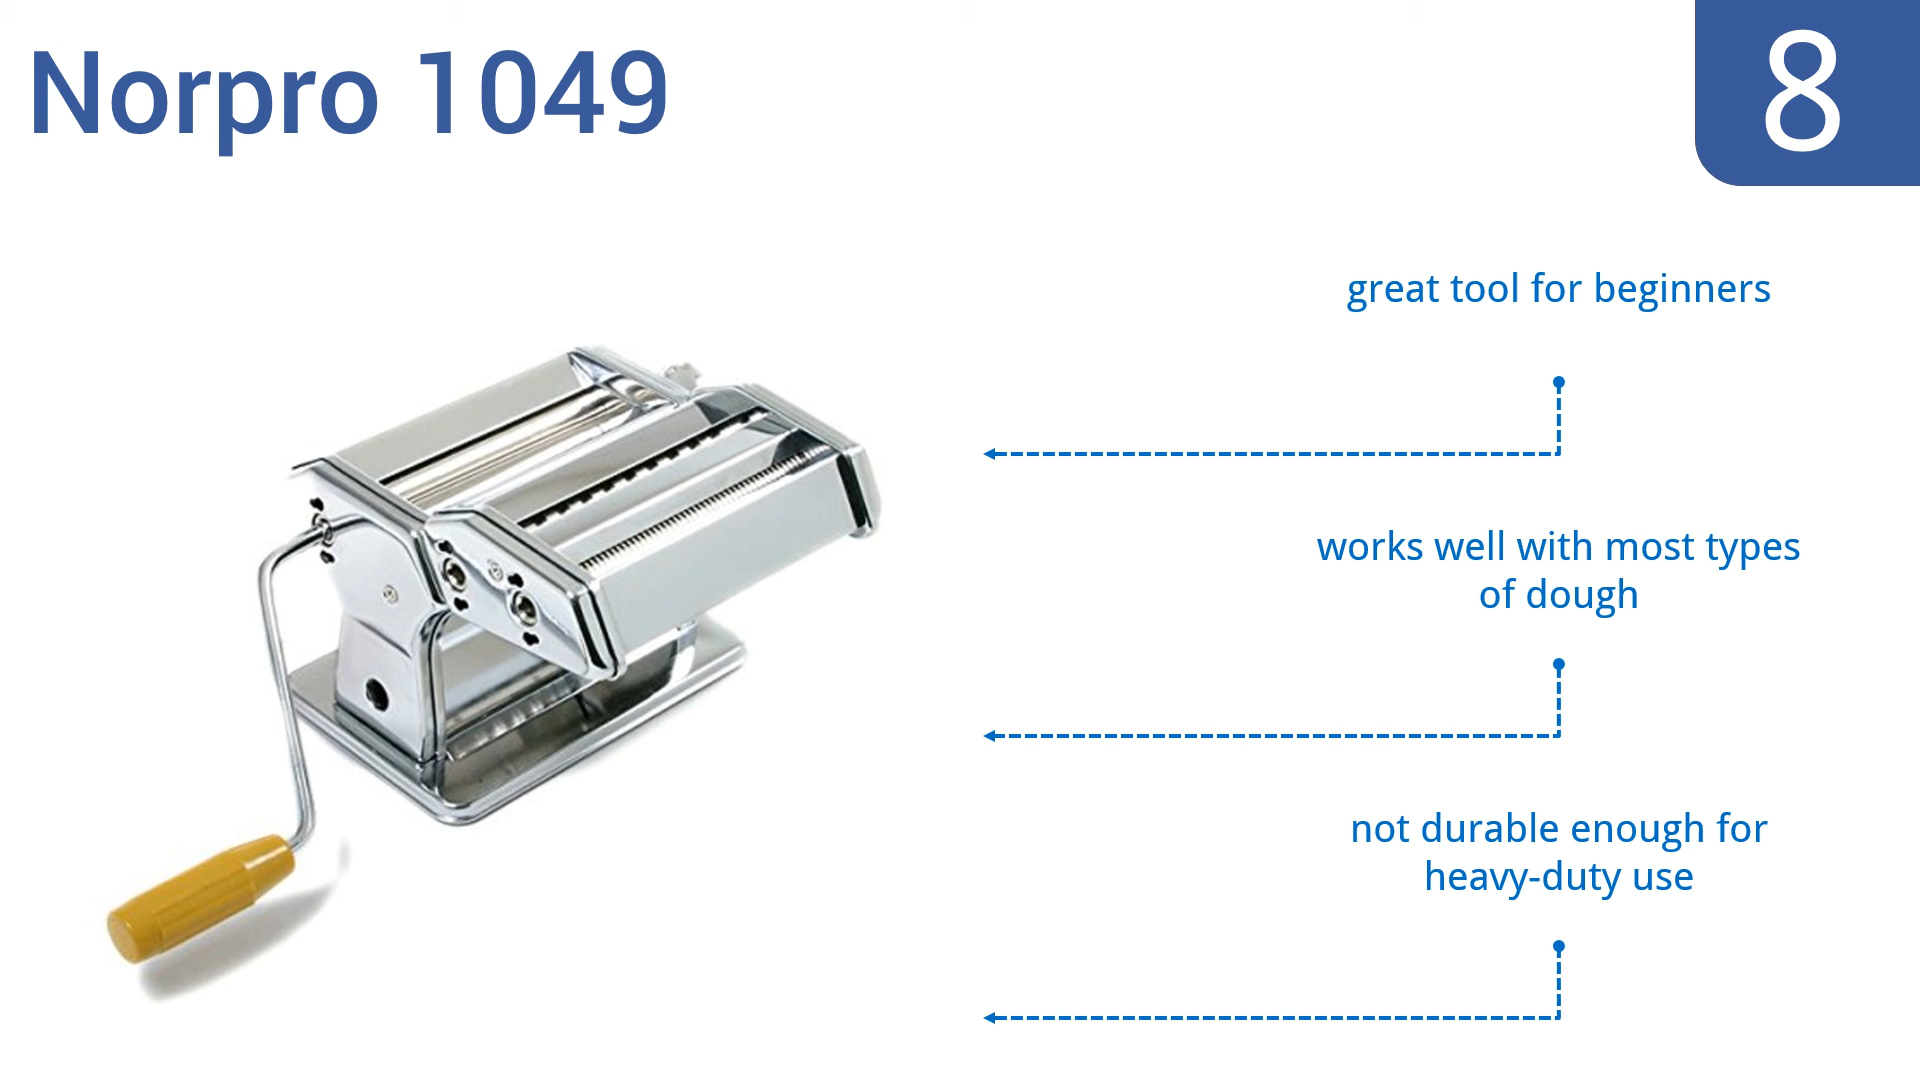 Norpro 1049
8
great tool for beginners
works well with most types
of dough
not durable enough for
heavy-duty use